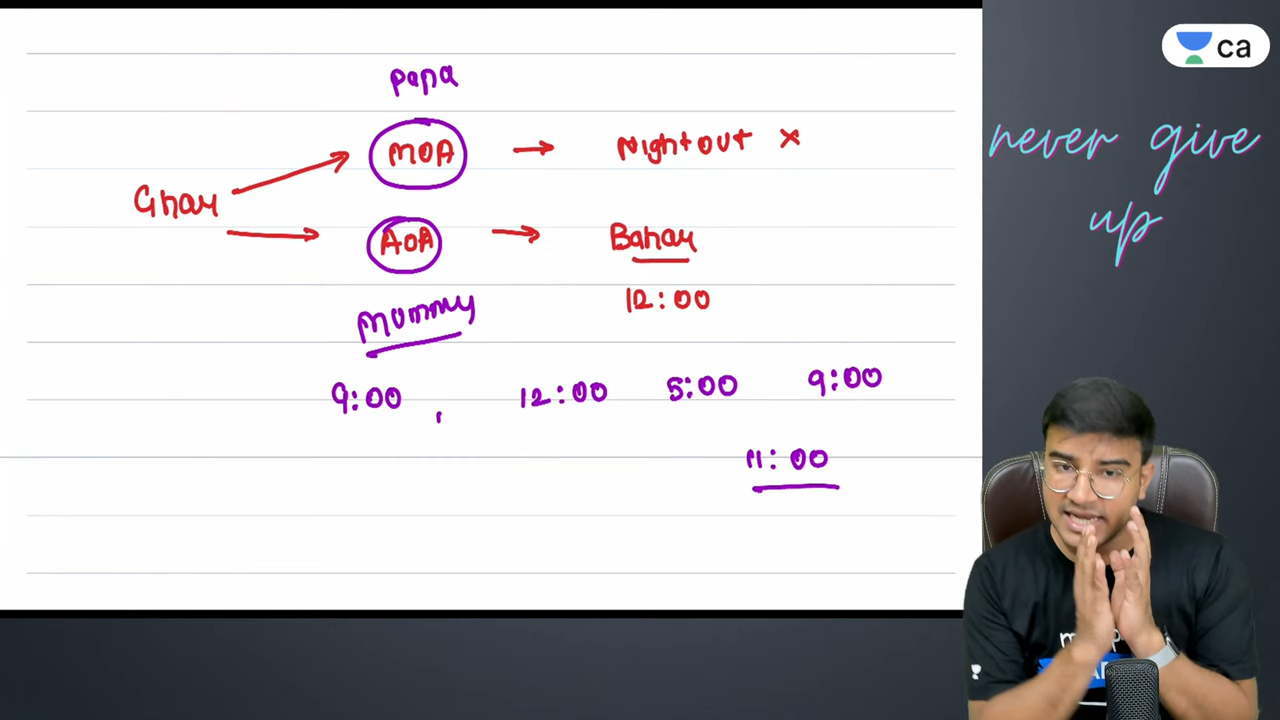 Papa
MOA → Nightout ×
Ghar
AOA → Bahar
12:00
Mummy
9:00 , 12:00 5:00 9:00
11:00
ca
never give
up